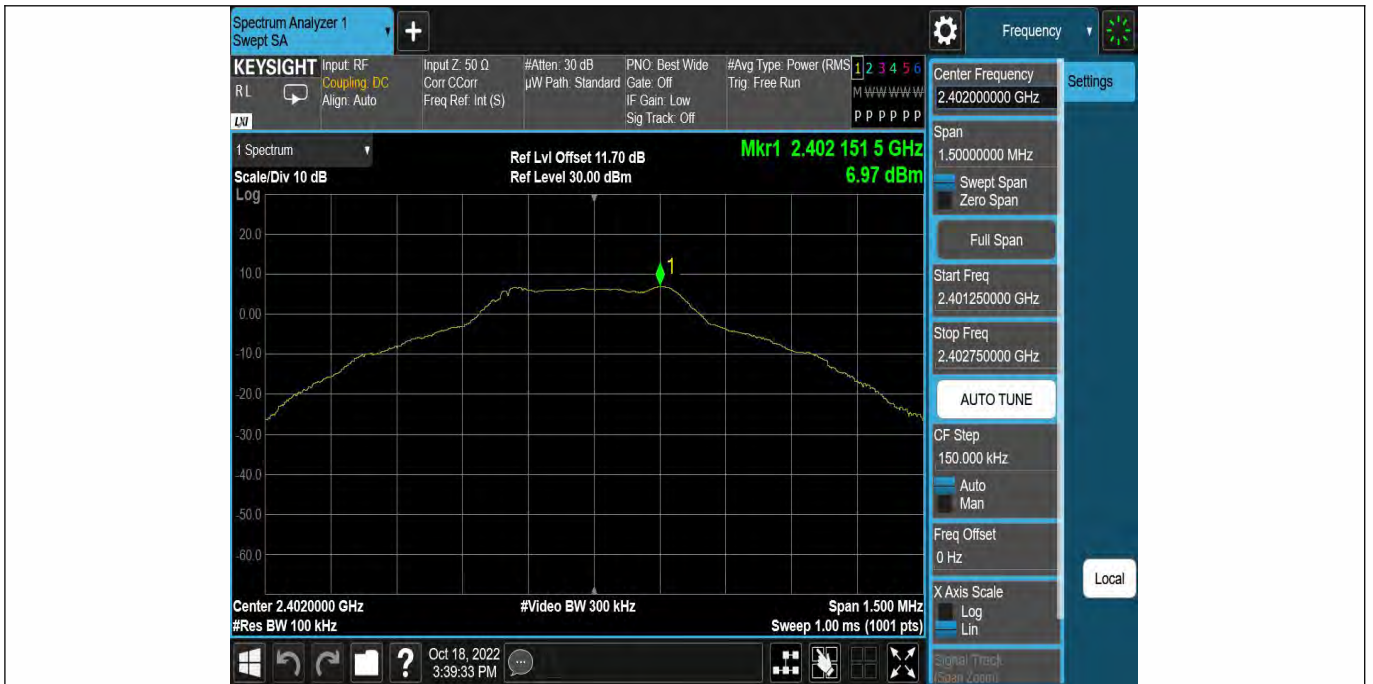 Spectrum Analyzer 1
Swept SA
Frequency
KEYSIGHT
RL
LXI
Input: RF
Coupling: DC
Align: Auto
Input Z: 50 Ω
Corr CCorr
Freq Ref: Int (S)
#Atten: 30 dB
µW Path: Standard
PNO: Best Wide
Gate: Off
IF Gain: Low
Sig Track: Off
#Avg Type: Power (RMS
Trig: Free Run
1 2 3 4 5 6
M W W W W W
P P P P P P
1 Spectrum
Scale/Div 10 dB
Log
Ref Lvl Offset 11.70 dB
Ref Level 30.00 dBm
Mkr1 2.402 151 5 GHz
6.97 dBm
20.0
10.0
0.00
-10.0
-20.0
-30.0
-40.0
-50.0
-60.0
1
Center 2.4020000 GHz
#Res BW 100 kHz
#Video BW 300 kHz
Span 1.500 MHz
Sweep 1.00 ms (1001 pts)
Center Frequency
2.402000000 GHz
Settings
Span
1.50000000 MHz
Swept Span
Zero Span
Full Span
Start Freq
2.401250000 GHz
Stop Freq
2.402750000 GHz
AUTO TUNE
CF Step
150.000 kHz
Auto
Man
Freq Offset
0 Hz
X Axis Scale
Log
Lin
Local
Signal Track
(Span Zoom)
?
Oct 18, 2022
3:39:33 PM